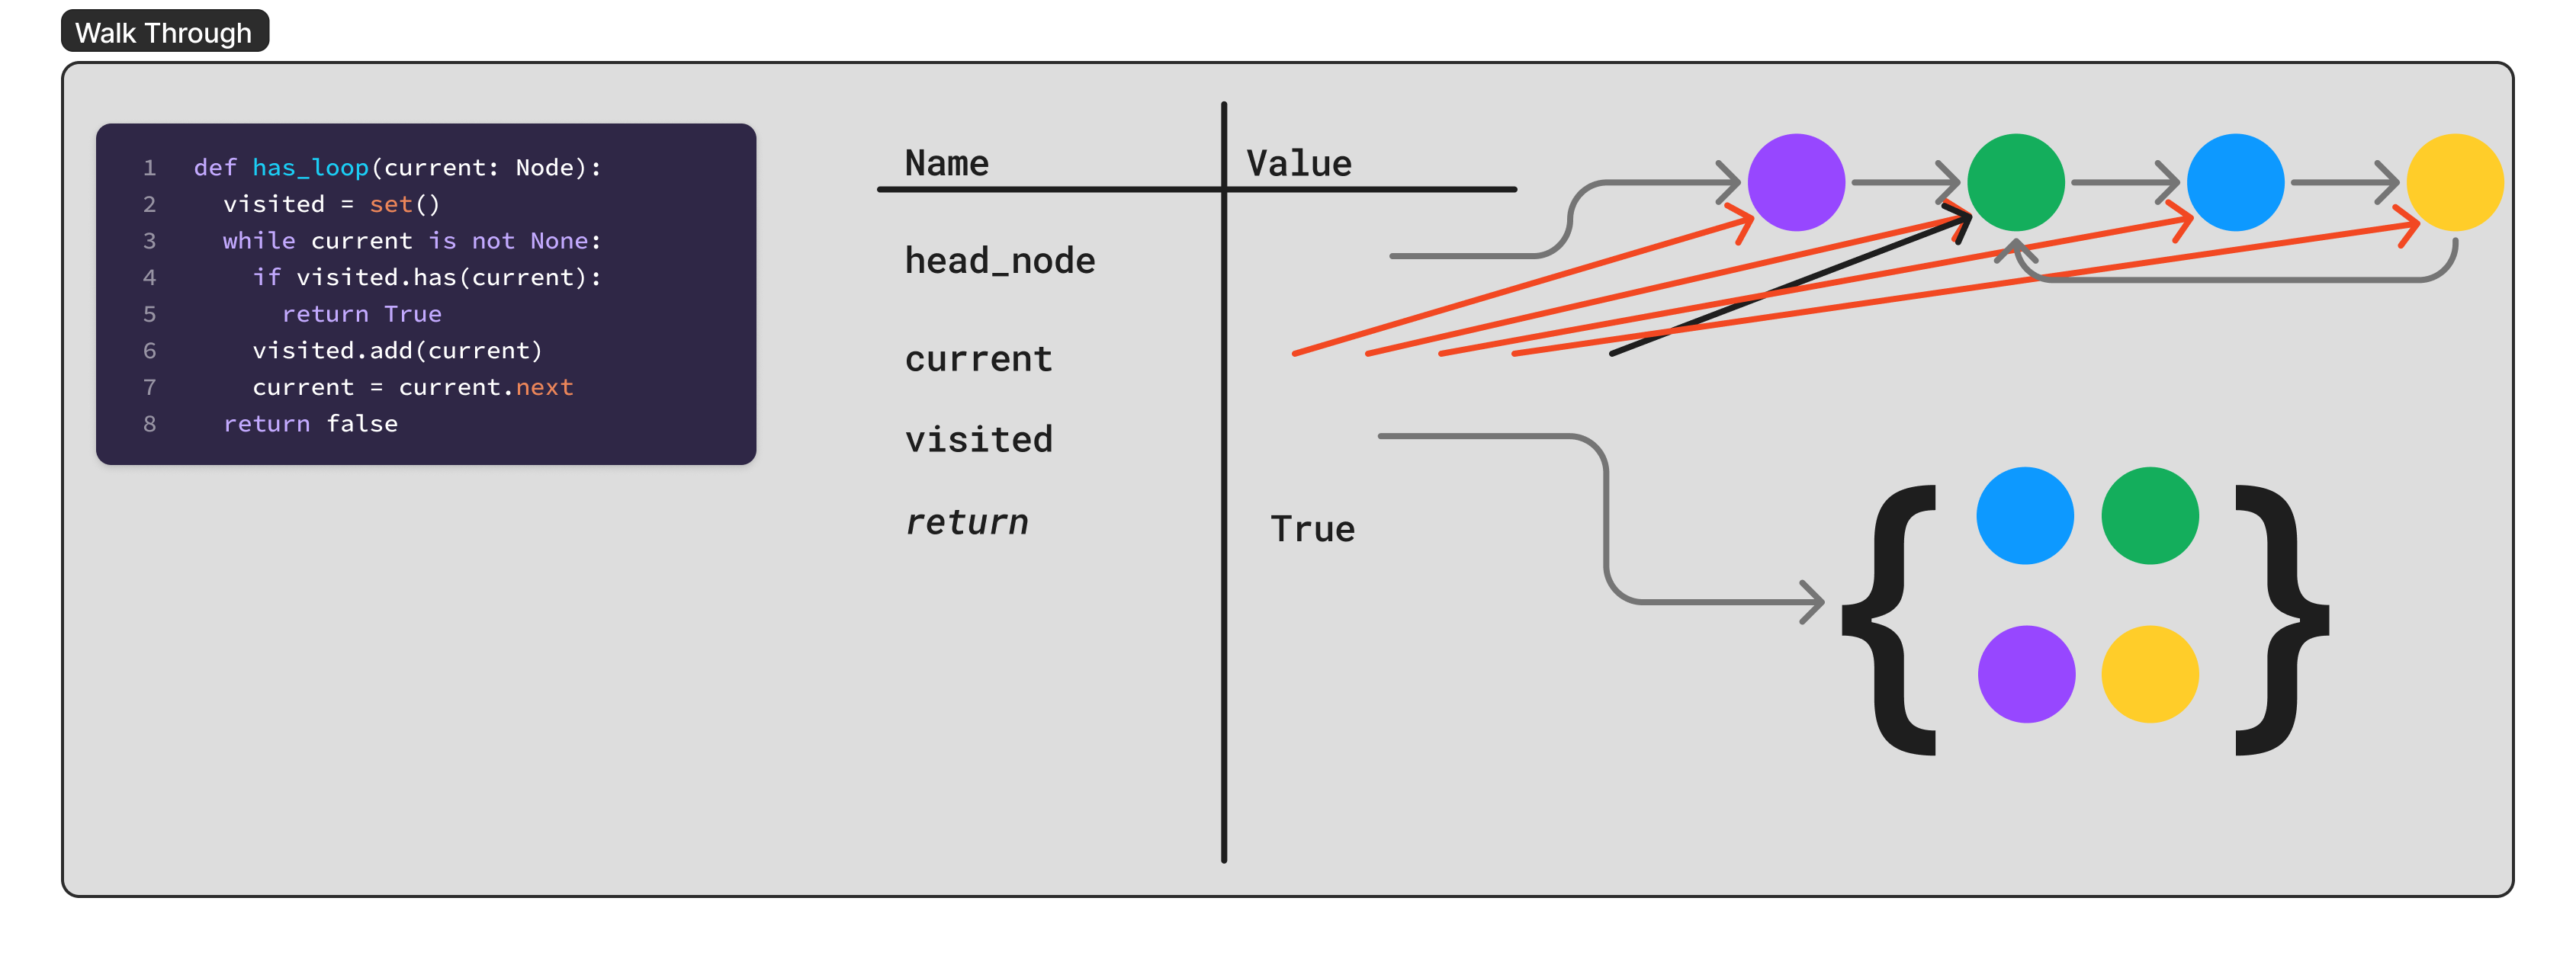 Walk Through
1 def has_loop(current: Node):
2 visited = set()
3 while current is not None:
4 if visited.has(current):
5 return True
6 visited.add(current)
7 current = current.next
8 return false
Name Value
head_node
current
visited
return True
{ }